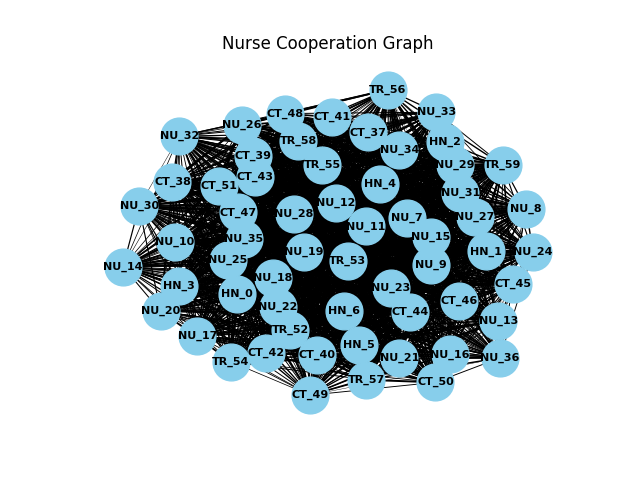 Nurse Cooperation Graph
TR_56
NU_33
CT_48
CT_41
NU_26
CT_37
NU_32
TR_58
HN_2
NU_34
CT_39
TR_55
NU_29
TR_59
CT_43
CT_38
CT_51
HN_4
NU_31
NU_30
NU_12
NU_8
CT_47
NU_28
NU_7
NU_27
NU_11
NU_35
NU_15
NU_10
NU_19
HN_1
NU_24
NU_25
TR_53
NU_9
NU_14
NU_18
CT_45
HN_3
NU_23
HN_0
CT_46
NU_22
NU_20
HN_6
CT_44
NU_13
TR_52
NU_17
HN_5
CT_42
CT_40
NU_21
NU_16
NU_36
TR_54
TR_57
CT_50
CT_49